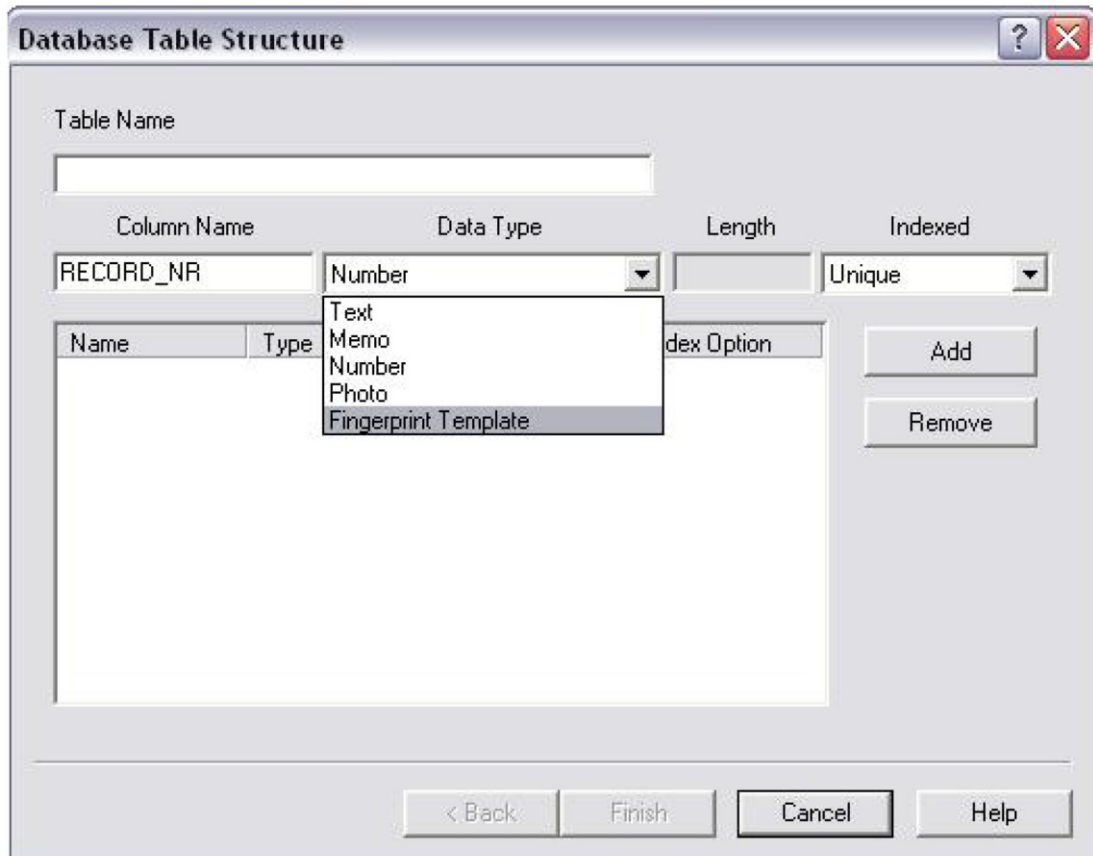 Database Table Structure
Table Name
Column Name Data Type Length Indexed
RECORD_NR Number Unique
Text
Memo
Number
Photo
Fingerprint Template
Name Type dex Option
Add
Remove
< Back Finish Cancel Help